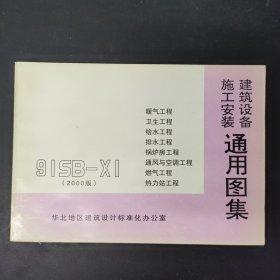 建筑设备
施工安装
通用图集
91SB-X1
(2000版)
暖气工程
卫生工程
给水工程
排水工程
锅炉房工程
通风与空调工程
燃气工程
热力站工程
华北地区建筑设计标准化办公室